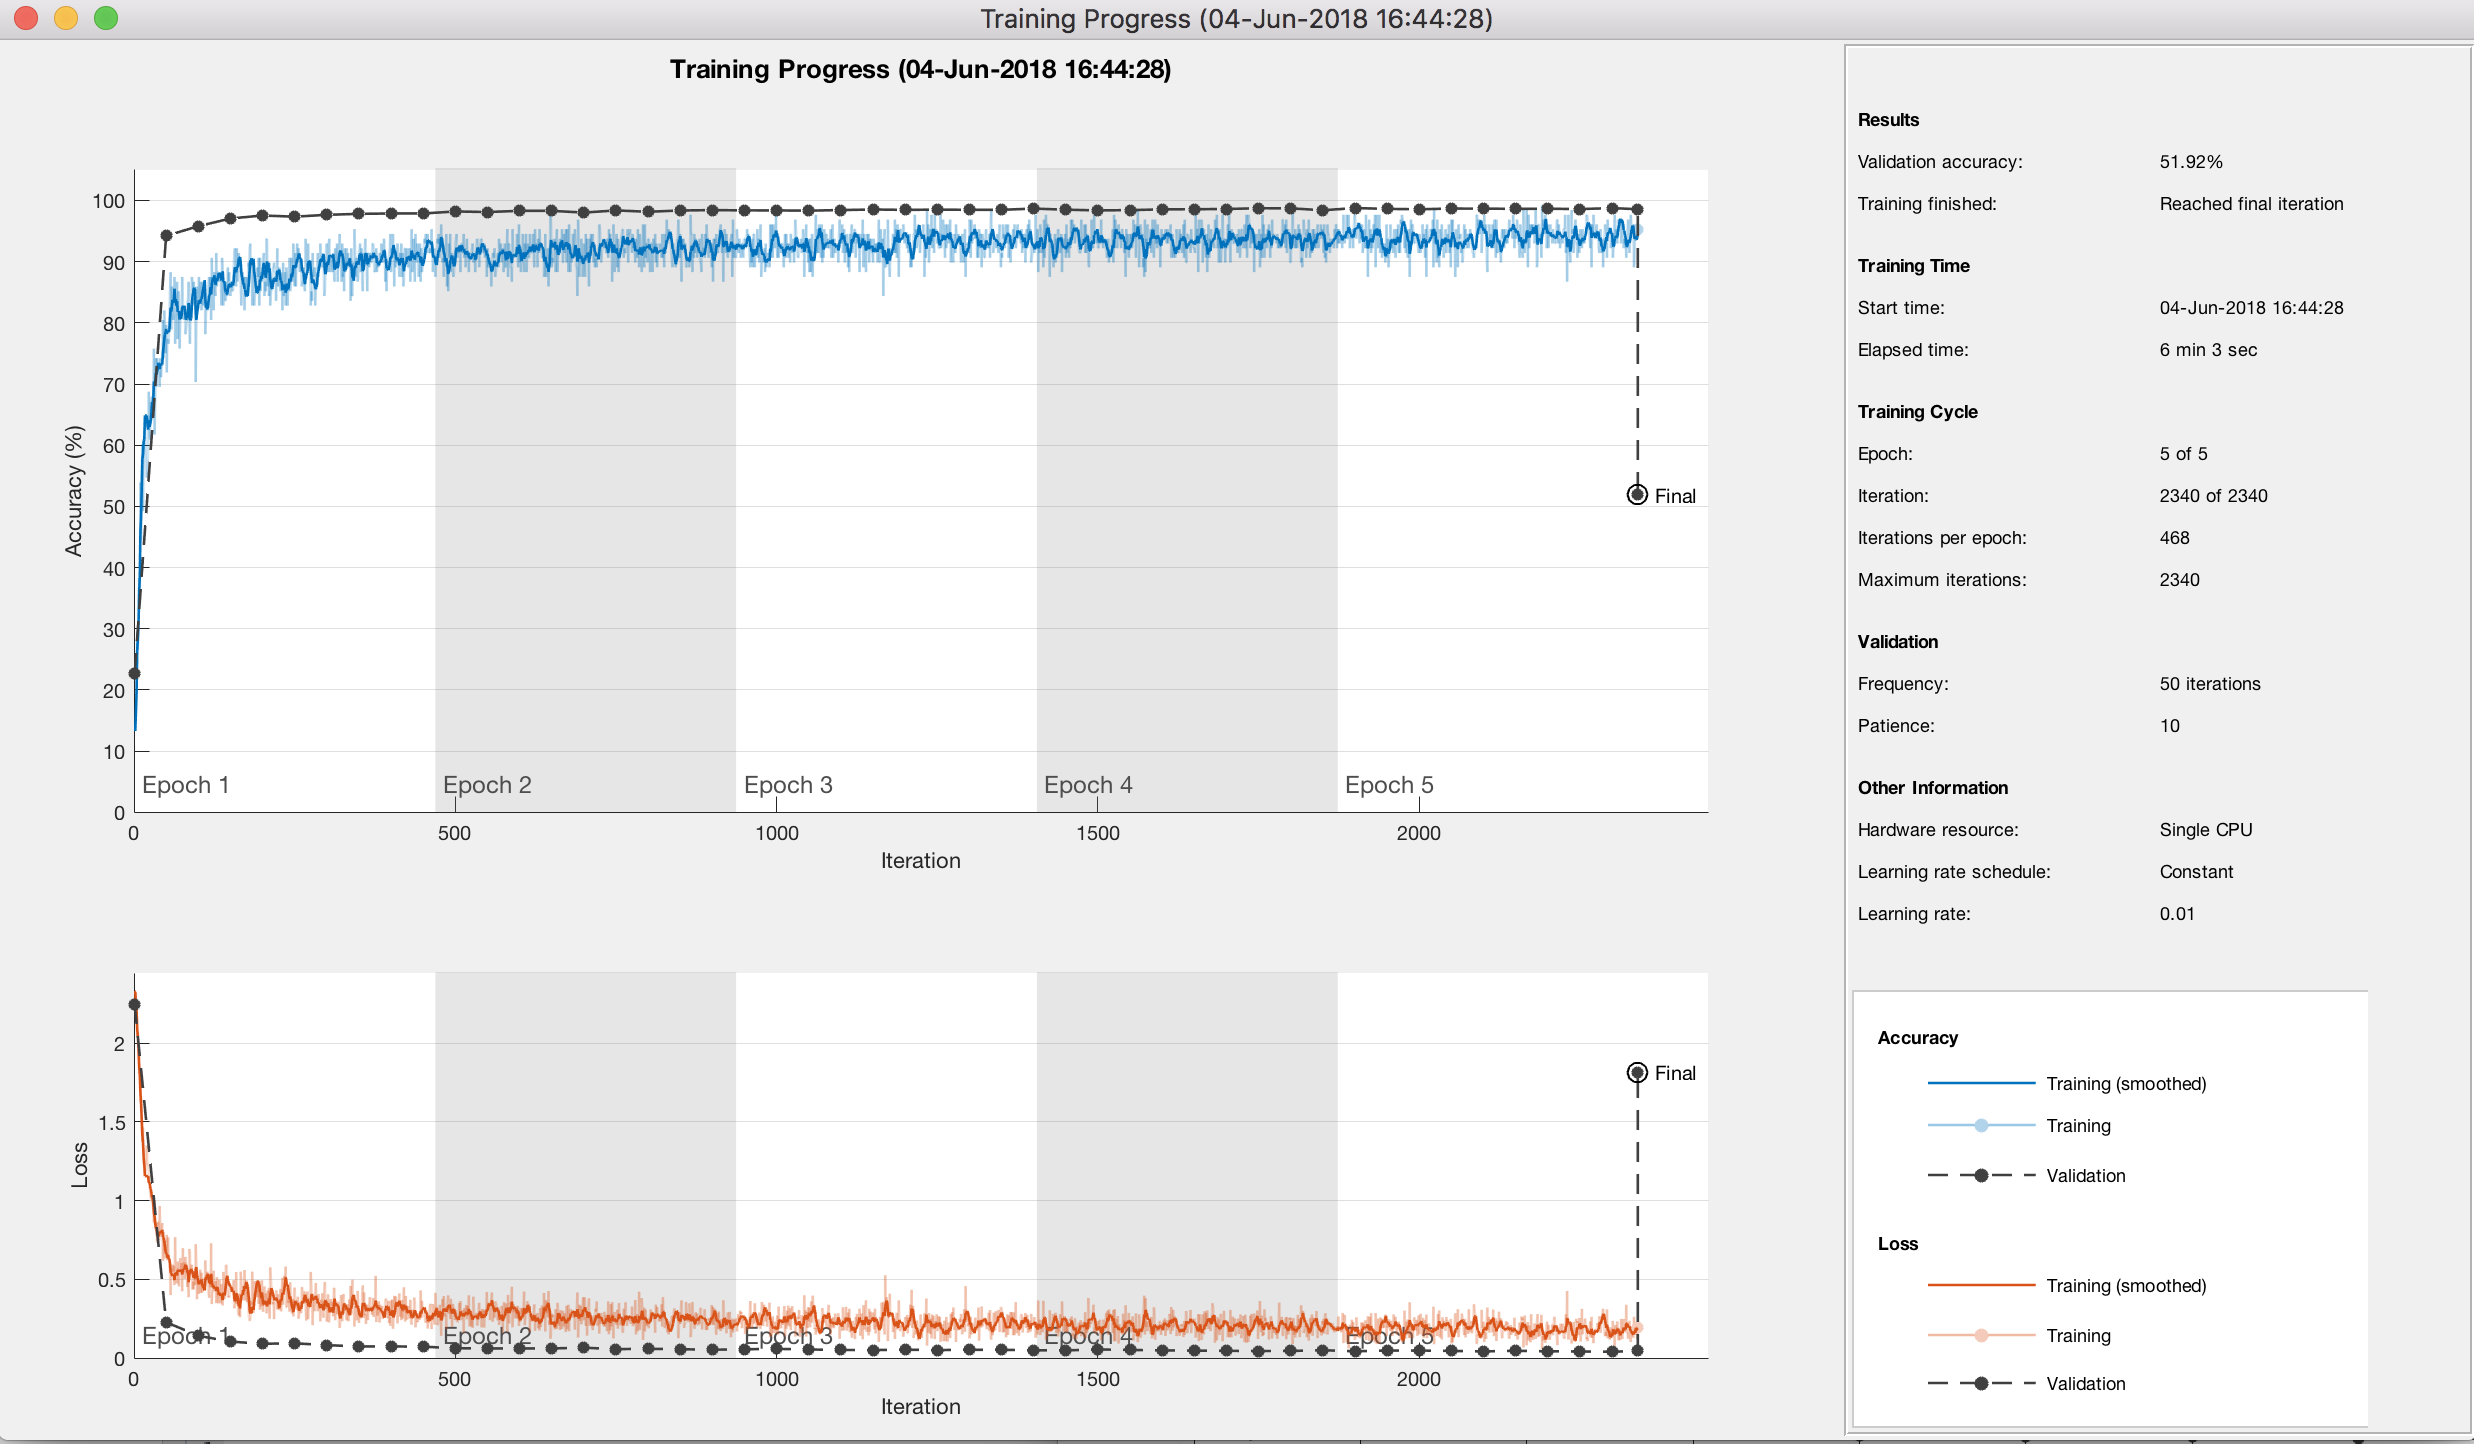 Training Progress (04-Jun-2018 16:44:28)
Training Progress (04-Jun-2018 16:44:28)
Accuracy (%)
100
90
80
70
60
50
40
30
20
10
0
Final
Epoch 1
Epoch 2
Epoch 3
Epoch 4
Epoch 5
0
500
1000
1500
2000
Iteration
Loss
2
1.5
1
0.5
0
Final
Epoch 1
Epoch 2
Epoch 3
Epoch 4
Epoch 5
0
500
1000
1500
2000
Iteration
Results
Validation accuracy: 51.92%
Training finished: Reached final iteration
Training Time
Start time: 04-Jun-2018 16:44:28
Elapsed time: 6 min 3 sec
Training Cycle
Epoch: 5 of 5
Iteration: 2340 of 2340
Iterations per epoch: 468
Maximum iterations: 2340
Validation
Frequency: 50 iterations
Patience: 10
Other Information
Hardware resource: Single CPU
Learning rate schedule: Constant
Learning rate: 0.01
Accuracy
Training (smoothed)
Training
Validation
Loss
Training (smoothed)
Training
Validation